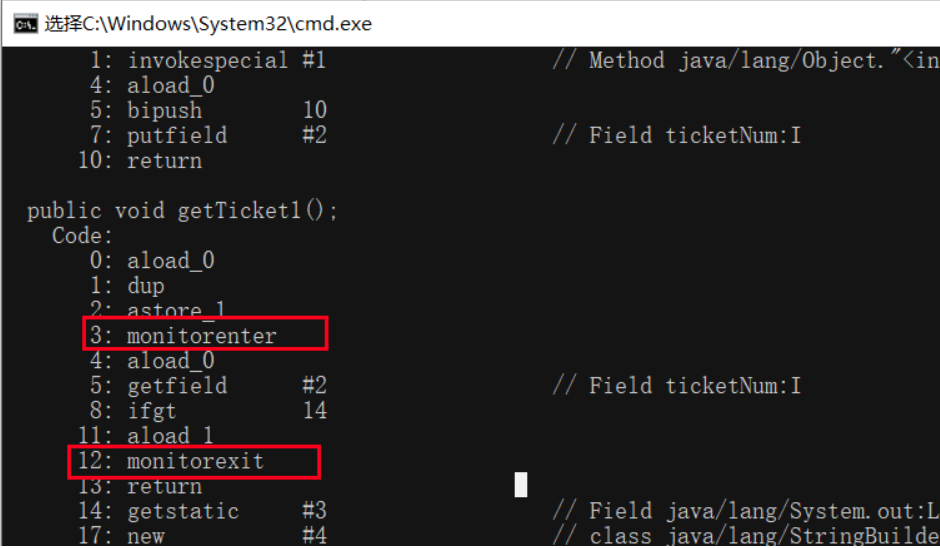 选择C:\Windows\System32\cmd.exe
1: invokespecial #1 // Method java/lang/Object."<in
4: aload_0
5: bipush 10
7: putfield #2 // Field ticketNum:I
10: return
public void getTicket1();
Code:
0: aload_0
1: dup
2: astore_1
3: monitorenter
4: aload_0
5: getfield #2 // Field ticketNum:I
8: ifgt 14
11: aload_1
12: monitorexit
13: return
14: getstatic #3 // Field java/lang/System.out:L
17: new #4 // class java/lang/StringBuilde